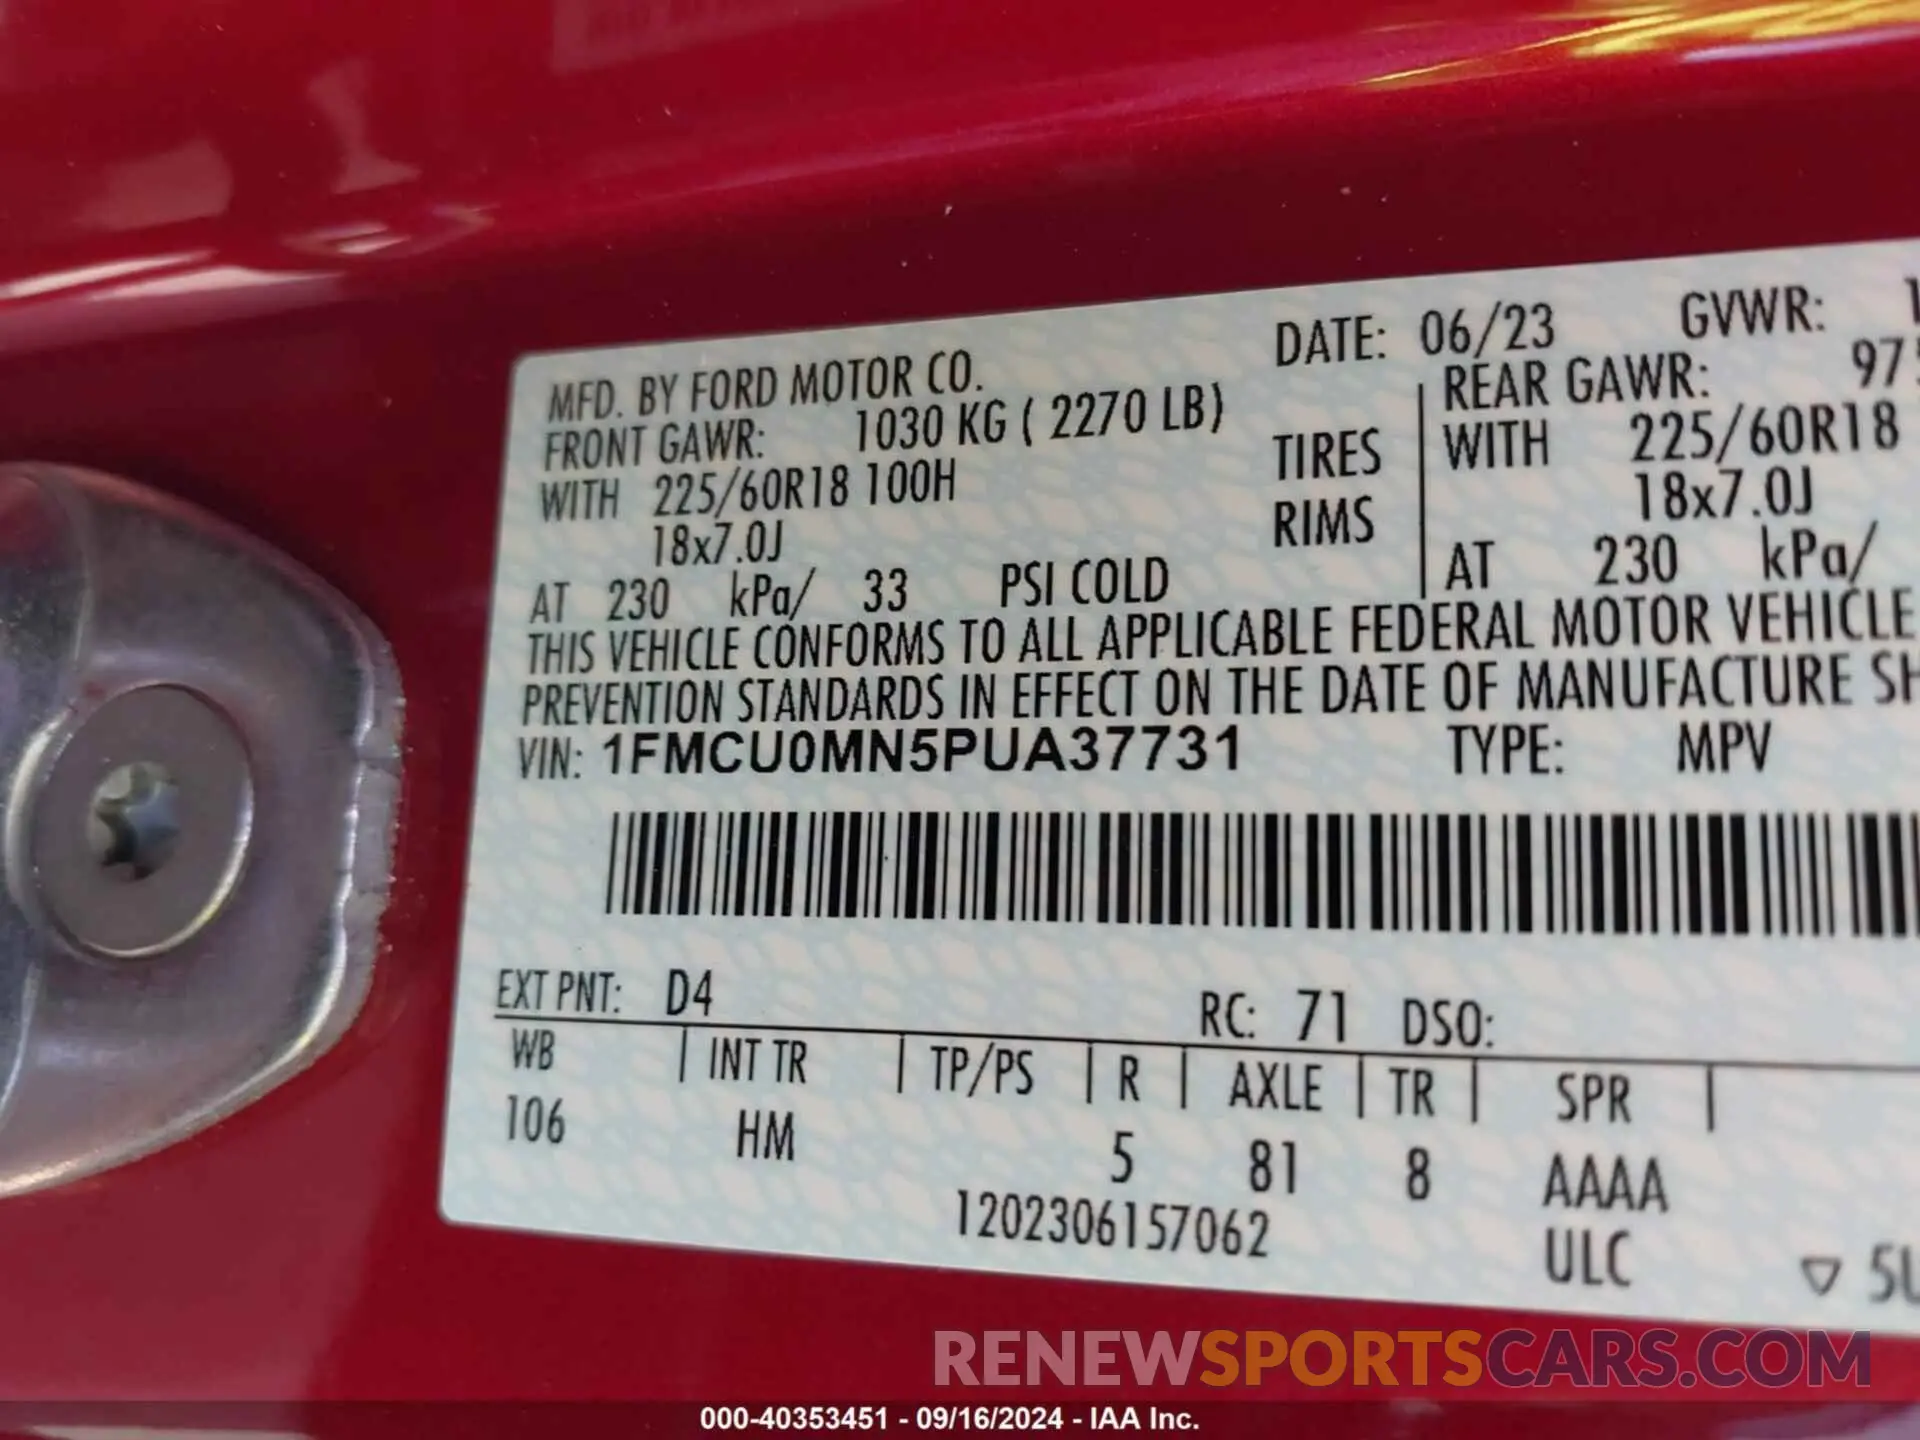 MFD. BY FORD MOTOR CO. DATE: 06/23 GVWR:
FRONT GAWR: 1030 KG ( 2270 LB) REAR GAWR:
WITH 225/60R18 100H TIRES WITH 225/60R18
18x7.0J RIMS 18x7.0J
AT 230 kPa/ 33 PSI COLD AT 230 kPa/
THIS VEHICLE CONFORMS TO ALL APPLICABLE FEDERAL MOTOR VEHICLE
PREVENTION STANDARDS IN EFFECT ON THE DATE OF MANUFACTURE SH
VIN: 1FMCU0MN5PUA37731 TYPE: MPV
EXT PNT: D4 RC: 71 DSO:
WB | INT TR | TP/PS | R | AXLE | TR | SPR |
106 HM 5 81 8 AAAA
1202306157062 ULC ▽ 5U
RENEWSPORTSCARS.COM
000-40353451 - 09/16/2024 - IAA Inc.